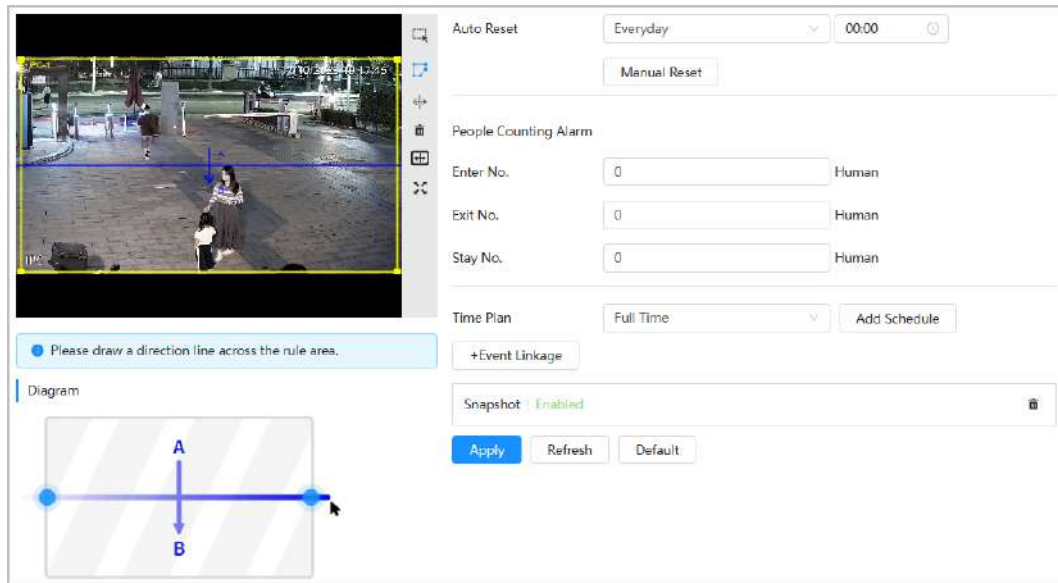 Auto Reset
Everyday
00:00
Manual Reset
People Counting Alarm
Enter No.
0
Human
Exit No.
0
Human
Stay No.
0
Human
Time Plan
Full Time
Add Schedule
+Event Linkage
Snapshot Enabled
Apply
Refresh
Default
IPC
Please draw a direction line across the rule area.
Diagram
A
B